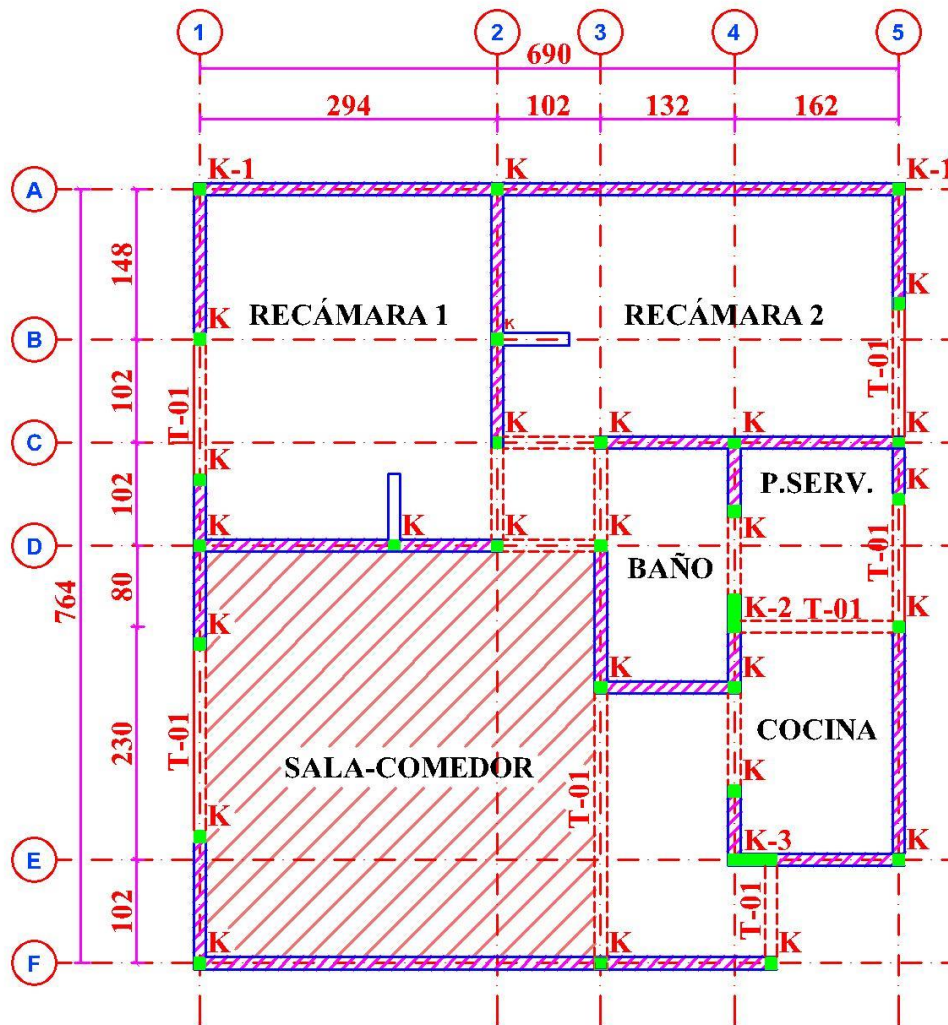 1 2 3 4 5
690
294 102 132 162
A K-1 K K-1
148
K
RECÁMARA 1 RECÁMARA 2
K K
B
T-01 T-01
102
C K K K K
K P.SERV. K
102
D K K K K
BAÑO
T-01
764
80
K K-2 T-01 K
K K
230
T-01
COCINA
SALA-COMEDOR
T-01
K
K K-3 K
E
102
T-01
F K K K